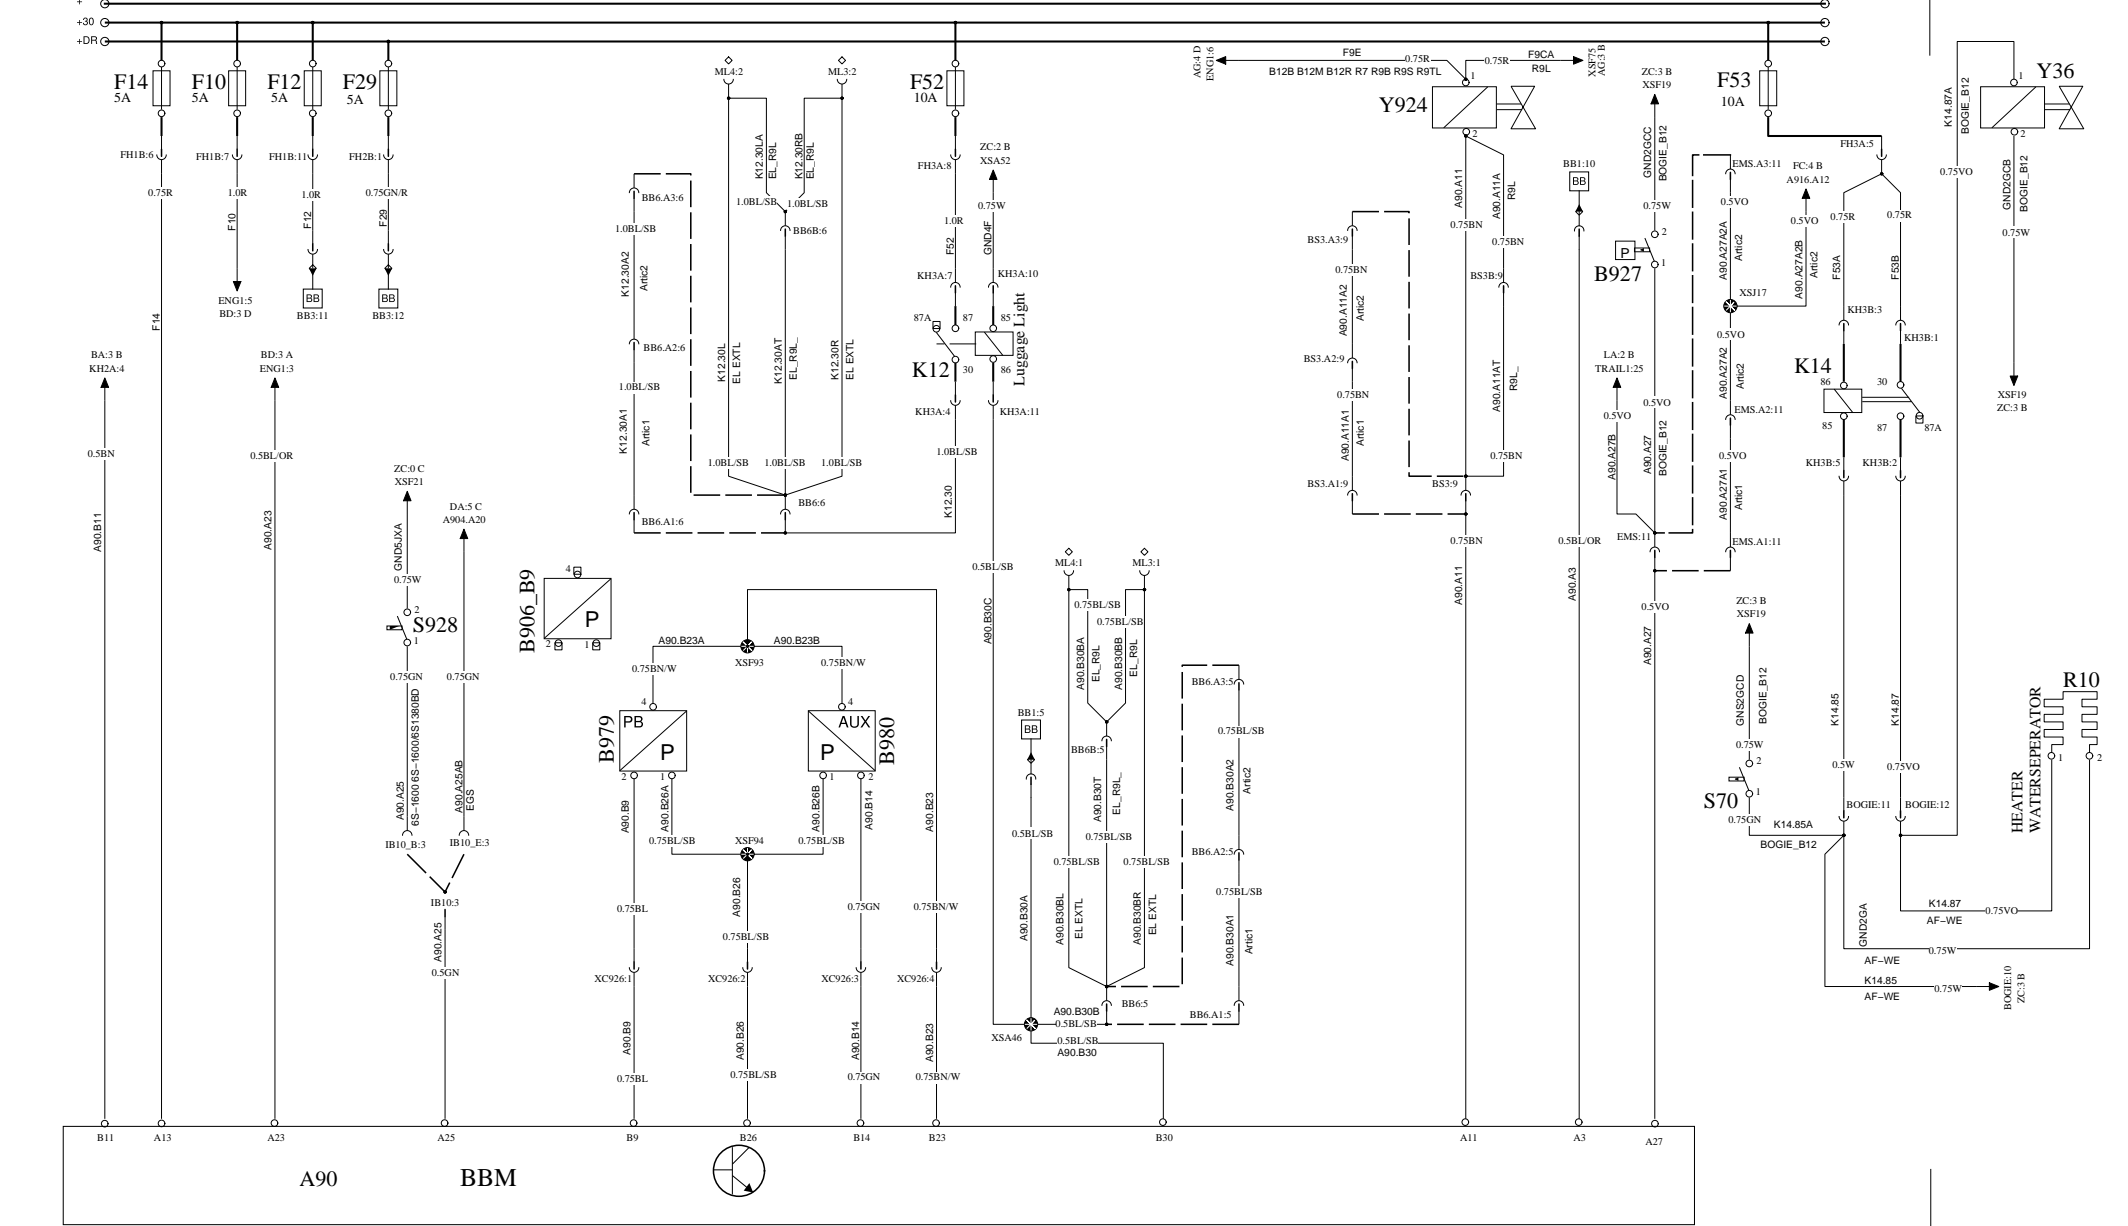 +
+30
+DR
F14
5A
F10
5A
F12
5A
F29
5A
FH1B:6
FH1B:7
FH1B:11
FH2B:1
0.75R
1.0R
1.0R
0.75GN/R
F10
F12
F29
F14
ENG1:5
BD:3 D
BB
BB3:11
BB
BB3:12
BA:3 B
KH2A:4
BD:3 A
ENG1:3
0.5BN
0.5BL/OR
A90.B11
A90.A23
ZC:0 C
XSF21
DA:5 C
A904.A20
GND5JXA
0.75W
2
S928
1
0.75GN
0.75GN
A90.A25
6S-1600 6S-1600/6S1380BD
A90.A25AB
EGS
IB10_B:3
IB10_E:3
IB10:3
A90.A25
0.5GN
B906_B9
4
P
2
1
ML4:2
ML3:2
K12.30LA
EL_R9L
K12.30RB
EL_R9L
1.0BL/SB
1.0BL/SB
BB6.A3:6
1.0BL/SB
K12.30A2
Artic2
BB6.A2:6
1.0BL/SB
K12.30A1
Artic1
BB6.A1:6
BB6B:6
K12.30L
EL EXTL
K12.30AT
EL_R9L_
K12.30R
EL EXTL
1.0BL/SB
1.0BL/SB
1.0BL/SB
BB6:6
F52
10A
ZC:2 B
XSA52
FH3A:8
0.75W
1.0R
F52
GND4F
KH3A:7
KH3A:10
87A
87
85
Luggage Light
K12
30
86
KH3A:4
KH3A:11
1.0BL/SB
K12.30
0.5BL/SB
A90.B30C
A90.B23A
A90.B23B
XSF93
0.75BN/W
0.75BN/W
4
4
B979
PB
P
AUX
P
B980
2
1
1
2
A90.B9
A90.B26A
A90.B26B
A90.B14
A90.B23
0.75BL/SB
XSF94
0.75BL/SB
A90.B26
0.75BL
0.75BL/SB
0.75GN
0.75BN/W
XC926:1
XC926:2
XC926:3
XC926:4
A90.B9
A90.B26
A90.B14
A90.B23
0.75BL
0.75BL/SB
0.75GN
0.75BN/W
BB1:5
BB
0.5BL/SB
A90.B30A
ML4:1
ML3:1
0.75BL/SB
0.75BL/SB
A90.B30BA
EL_R9L
A90.B30BB
EL_R9L
BB6B:5
A90.B30T
EL_R9L_
0.75BL/SB
0.75BL/SB
0.75BL/SB
A90.B30BL
EL EXTL
A90.B30BR
EL EXTL
BB6.A3:5
0.75BL/SB
A90.B30A2
Artic2
BB6.A2:5
0.75BL/SB
A90.B30A1
Artic1
BB6:5
BB6.A1:5
XSA46
A90.B30B
0.5BL/SB
0.5BL/SB
A90.B30
AG:4 D
ENG1:6
F9E
B12B B12M B12R R7 R9B R9S R9TL
0.75R
0.75R
F9CA
R9L
XSF75
AG:3 B
1
Y924
2
A90.A11
A90.A11A
R9L
0.75BN
0.75BN
BS3B:9
BS3.A3:9
0.75BN
A90.A11A2
Artic2
BS3.A2:9
0.75BN
A90.A11A1
Artic1
BS3.A1:9
A90.A11AT
R9L_
0.75BN
BS3:9
0.75BN
A90.A11
BB1:10
BB
0.5BL/OR
A90.A3
ZC:3 B
XSF19
GND2GCC
BOGIE_B12
0.75W
2
P
B927
1
LA:2 B
TRAIL1:25
0.5VO
A90.A27B
0.5VO
A90.A27
BOGIE_B12
EMS:11
0.5VO
A90.A27
EMS.A3:11
0.5VO
A90.A27A2A
Artic2
XSJ17
0.5VO
A90.A27A2
Artic2
EMS.A2:11
0.5VO
A90.A27A1
Artic1
EMS.A1:11
FC:4 B
A916.A12
0.5VO
A90.A27A2B
Artic2
F53
10A
FH3A:5
0.75R
0.75R
F53A
F53B
KH3B:3
KH3B:1
K14
86
30
85
87
87A
KH3B:5
KH3B:2
K14.85
K14.87
0.5W
0.75VO
BOGIE:11
BOGIE:12
K14.87A
BOGIE_B12
0.75VO
Y36
1
2
GND2GCB
BOGIE_B12
0.75W
XSF19
ZC:3 B
ZC:3 B
XSF19
GNS2GCD
BOGIE_B12
0.75W
2
S70
1
0.75GN
K14.85A
BOGIE_B12
HEATER
WATERSEPERATOR
R10
1
2
K14.87
0.75VO
AF-WE
GND2GA
0.75W
AF-WE
K14.85
0.75W
AF-WE
BOGIE:10
ZC:3 B
B11
A13
A23
A25
B9
B26
B14
B23
B30
A11
A3
A27
A90
BBM